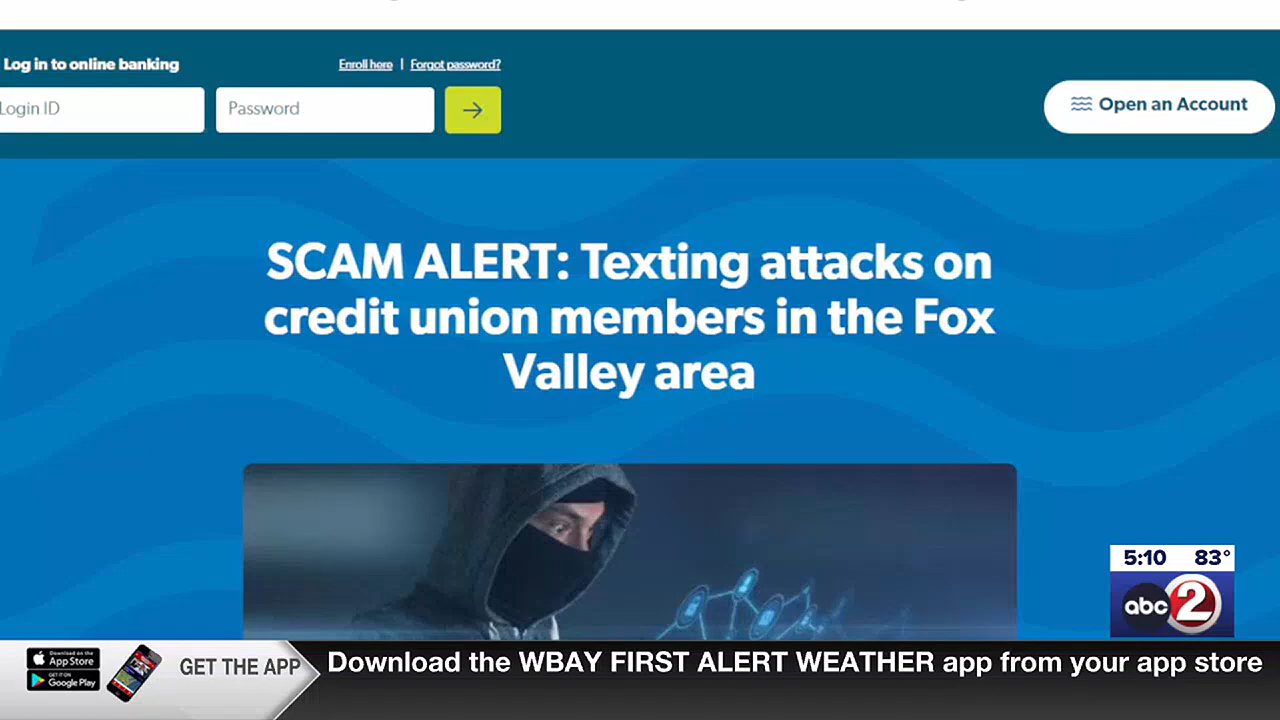 Log in to online banking
Enroll here | Forgot password?
Login ID
Password
Open an Account
SCAM ALERT: Texting attacks on
credit union members in the Fox
Valley area
5:10 83°
abc 2
Download on the
App Store
GET IT ON
Google Play
GET THE APP
Download the WBAY FIRST ALERT WEATHER app from your app store